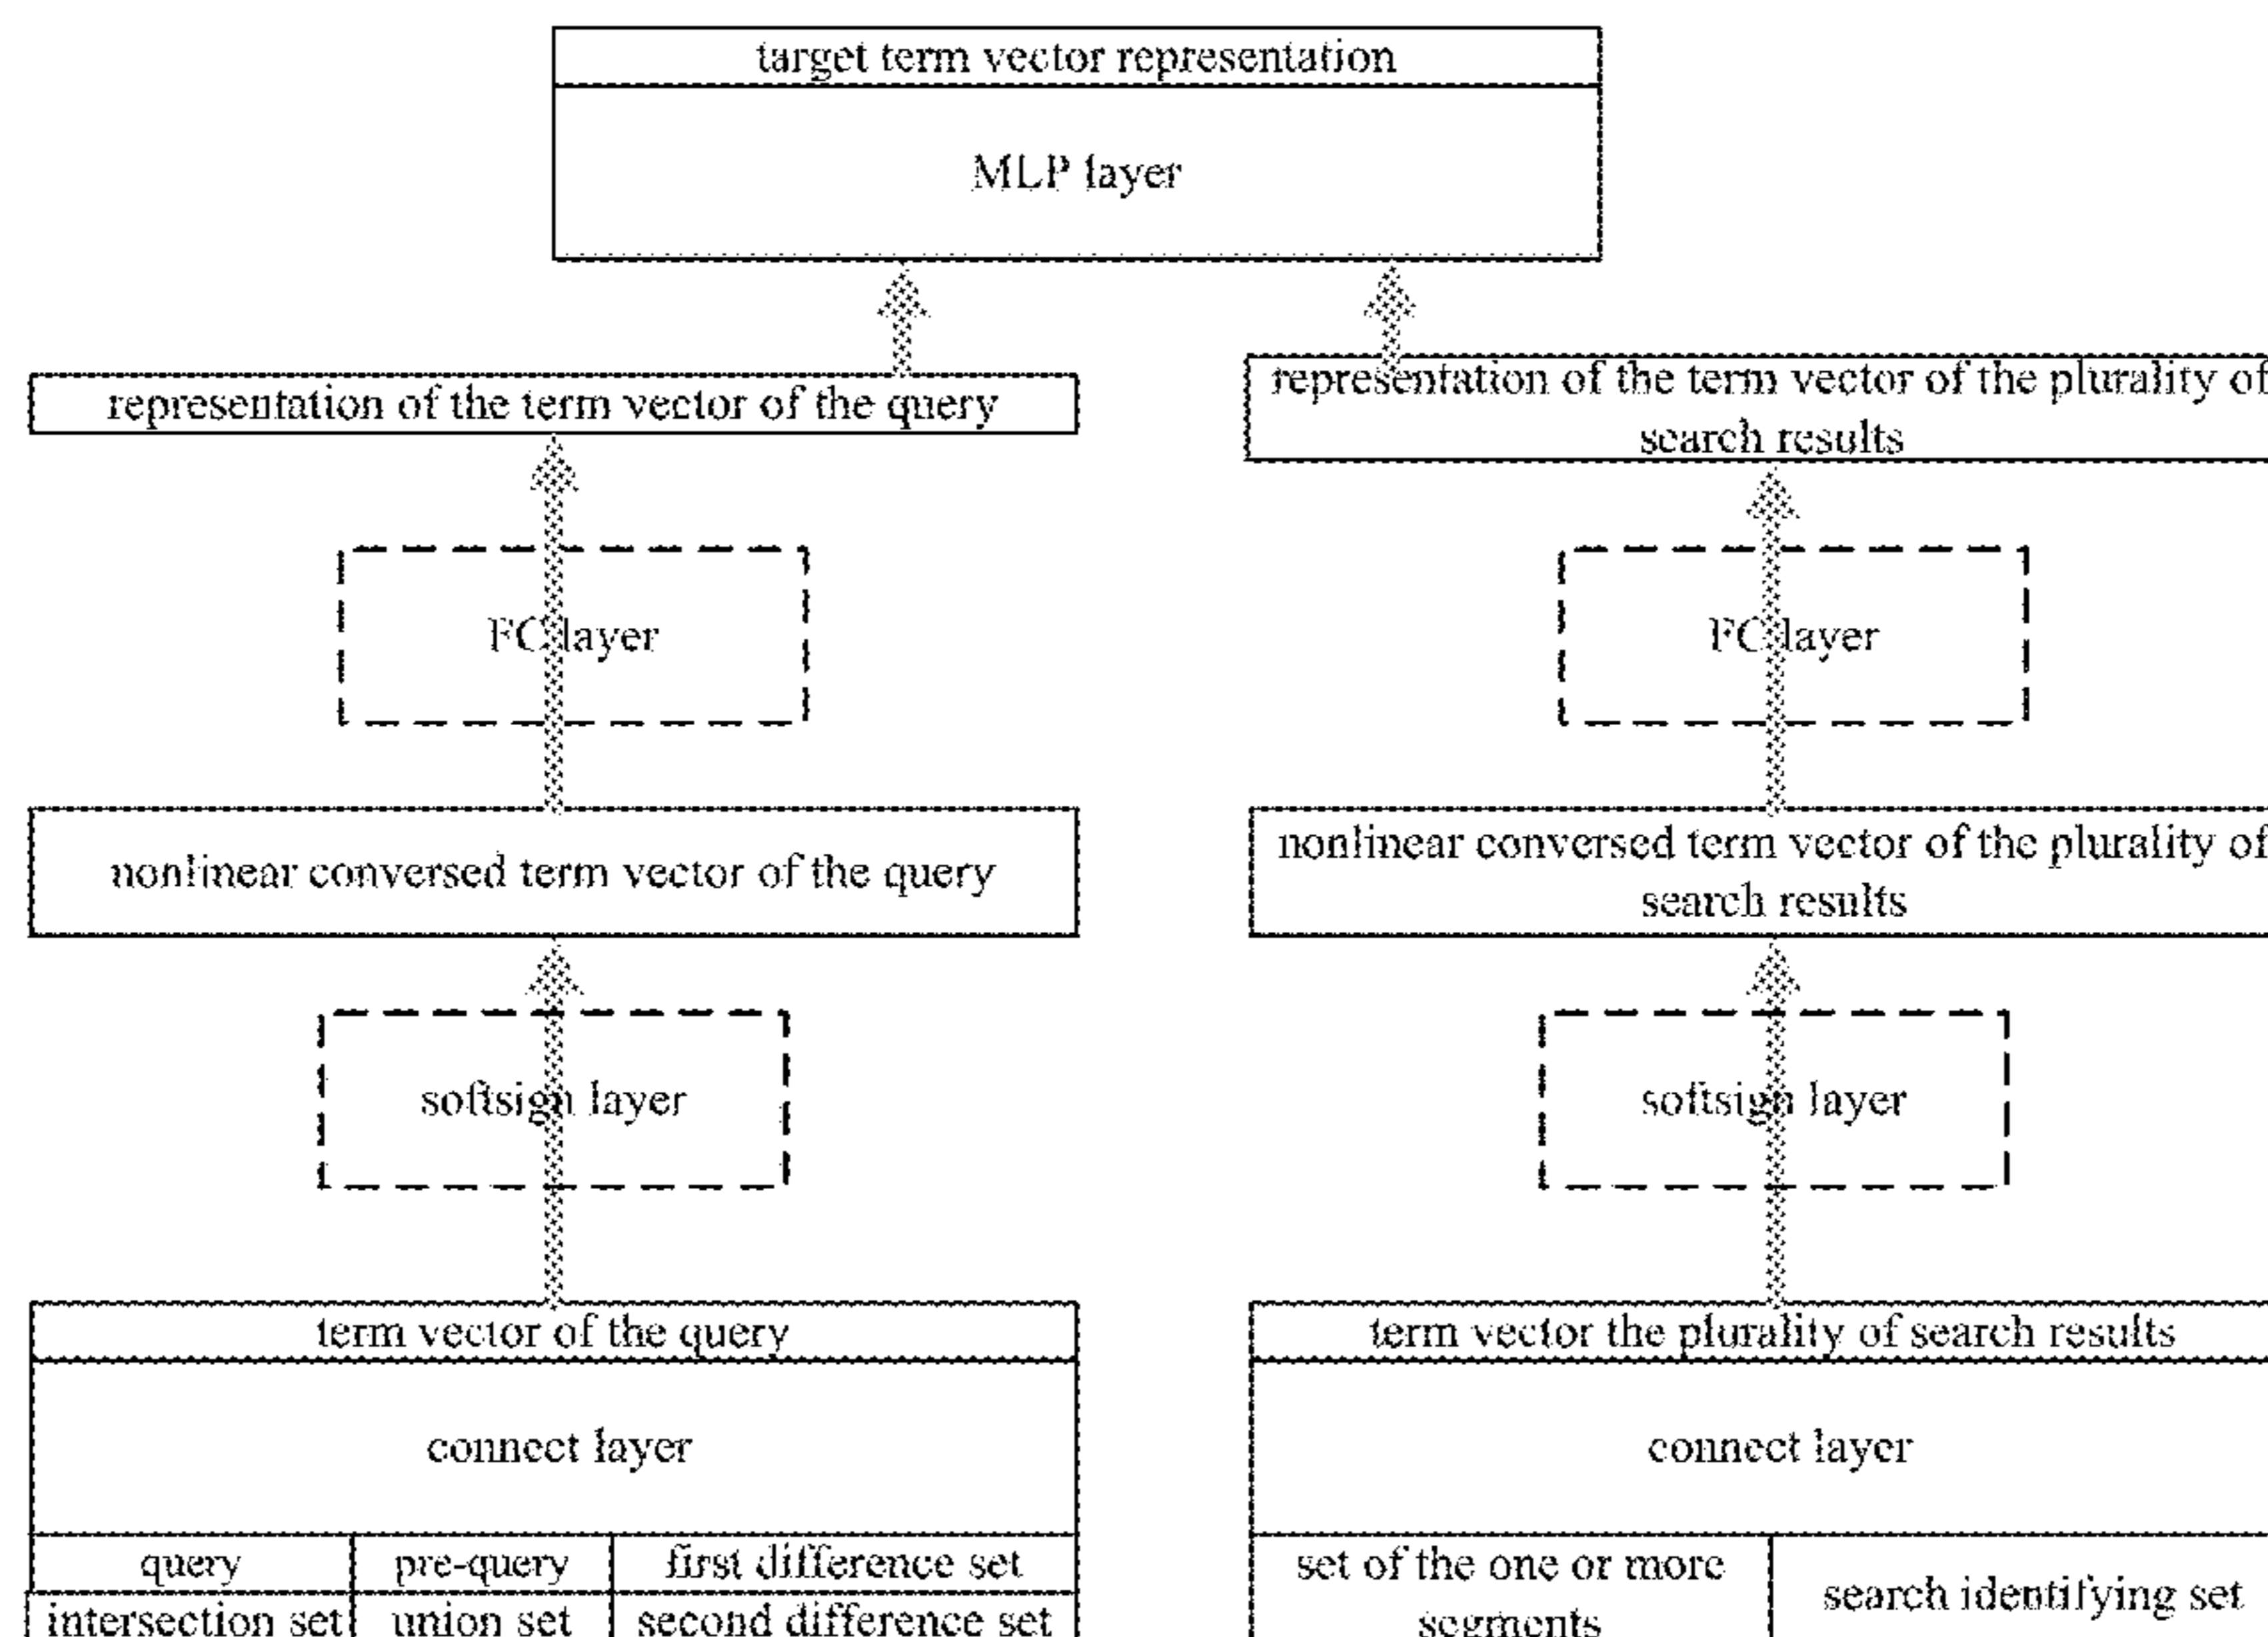 target term vector representation
MLP layer
representation of the term vector of the query
representation of the term vector of the plurality of
search results
FC layer
FC layer
nonlinear conversed term vector of the query
nonlinear conversed term vector of the plurality of
search results
softsign layer
softsign layer
term vector of the query
term vector the plurality of search results
connect layer
connect layer
query
pre-query
first difference set
intersection set
union set
second difference set
set of the one or more
segments
search identifying set